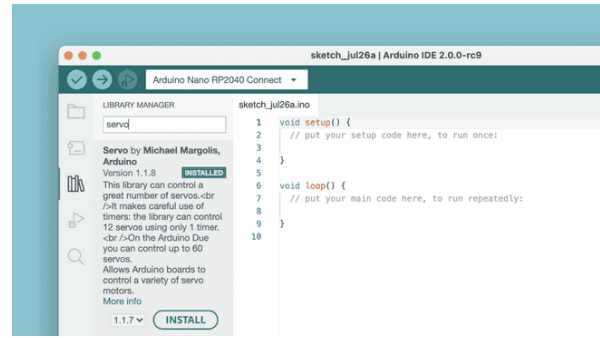 sketch_jul26a | Arduino IDE 2.0.0-rc9
Arduino Nano RP2040 Connect
LIBRARY MANAGER
servo
Servo by Michael Margolis,
Arduino
Version 1.1.8 INSTALLED
This library can control a
great number of servos.<br
/>It makes careful use of
timers: the library can control
12 servos using only 1 timer.
<br />On the Arduino Due
you can control up to 60
servos.
Allows Arduino boards to
control a variety of servo
motors.
More info
1.1.7 INSTALL
sketch_jul26a.ino
1 void setup() {
2 // put your setup code here, to run once:
3
4 }
5
6 void loop() {
7 // put your main code here, to run repeatedly:
8
9 }
10